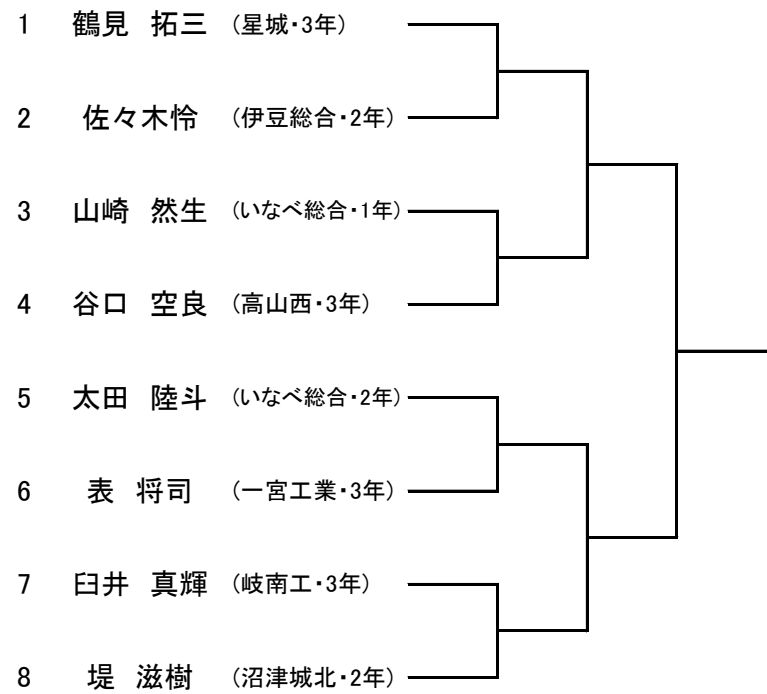 1 鶴見 拓三 (星城・3年)
2 佐々木怜 (伊豆総合・2年)
3 山崎 然生 (いなべ総合・1年)
4 谷口 空良 (高山西・3年)
5 太田 陸斗 (いなべ総合・2年)
6 表 将司 (一宮工業・3年)
7 臼井 真輝 (岐南工・3年)
8 堤 滋樹 (沼津城北・2年)